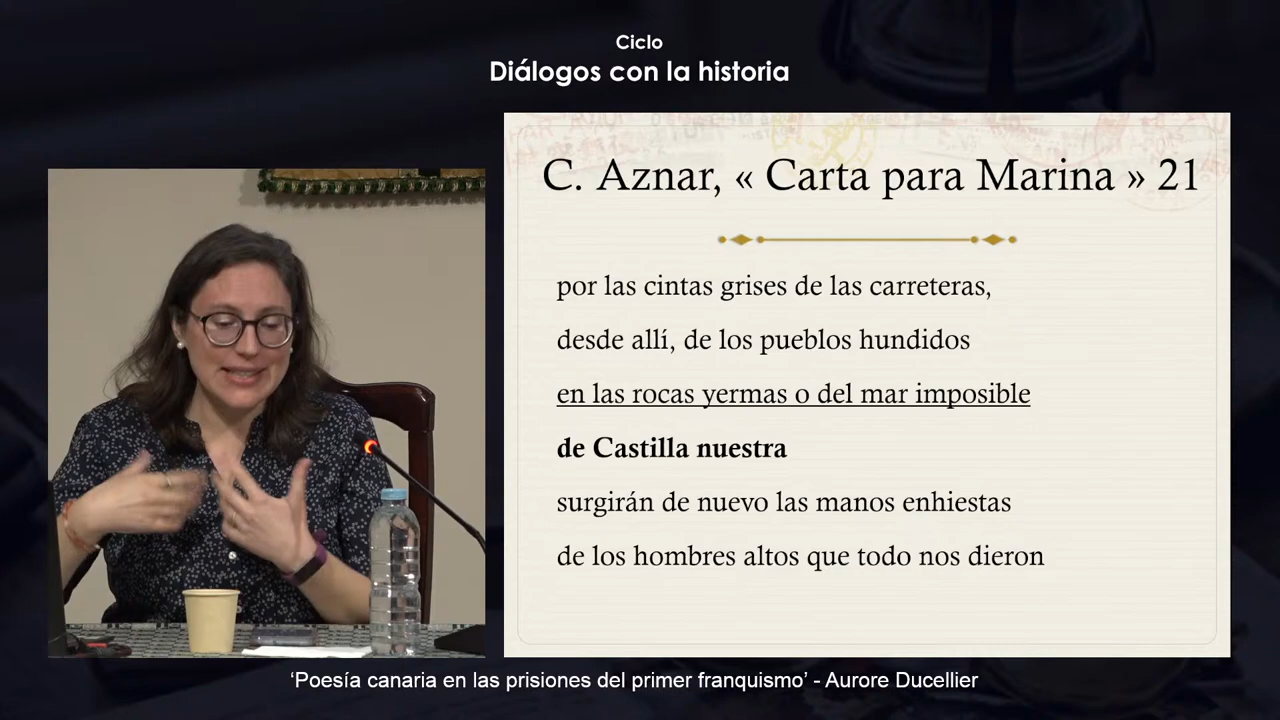 Ciclo
Diálogos con la historia
C. Aznar, « Carta para Marina » 21
por las cintas grises de las carreteras,
desde allí, de los pueblos hundidos
en las rocas yermas o del mar imposible
de Castilla nuestra
surgirán de nuevo las manos enhiestas
de los hombres altos que todo nos dieron
‘Poesía canaria en las prisiones del primer franquismo’ - Aurore Ducellier